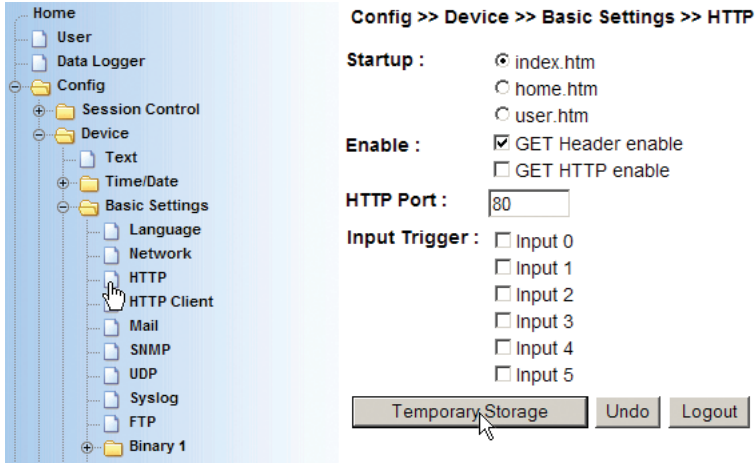 Home
User
Data Logger
Config
Session Control
Device
Text
Time/Date
Basic Settings
Language
Network
HTTP
HTTP Client
Mail
SNMP
UDP
Syslog
FTP
Binary 1
Config >> Device >> Basic Settings >> HTTP
Startup : index.htm
home.htm
user.htm
Enable : GET Header enable
GET HTTP enable
HTTP Port : 80
Input Trigger : Input 0
Input 1
Input 2
Input 3
Input 4
Input 5
Temporary Storage Undo Logout